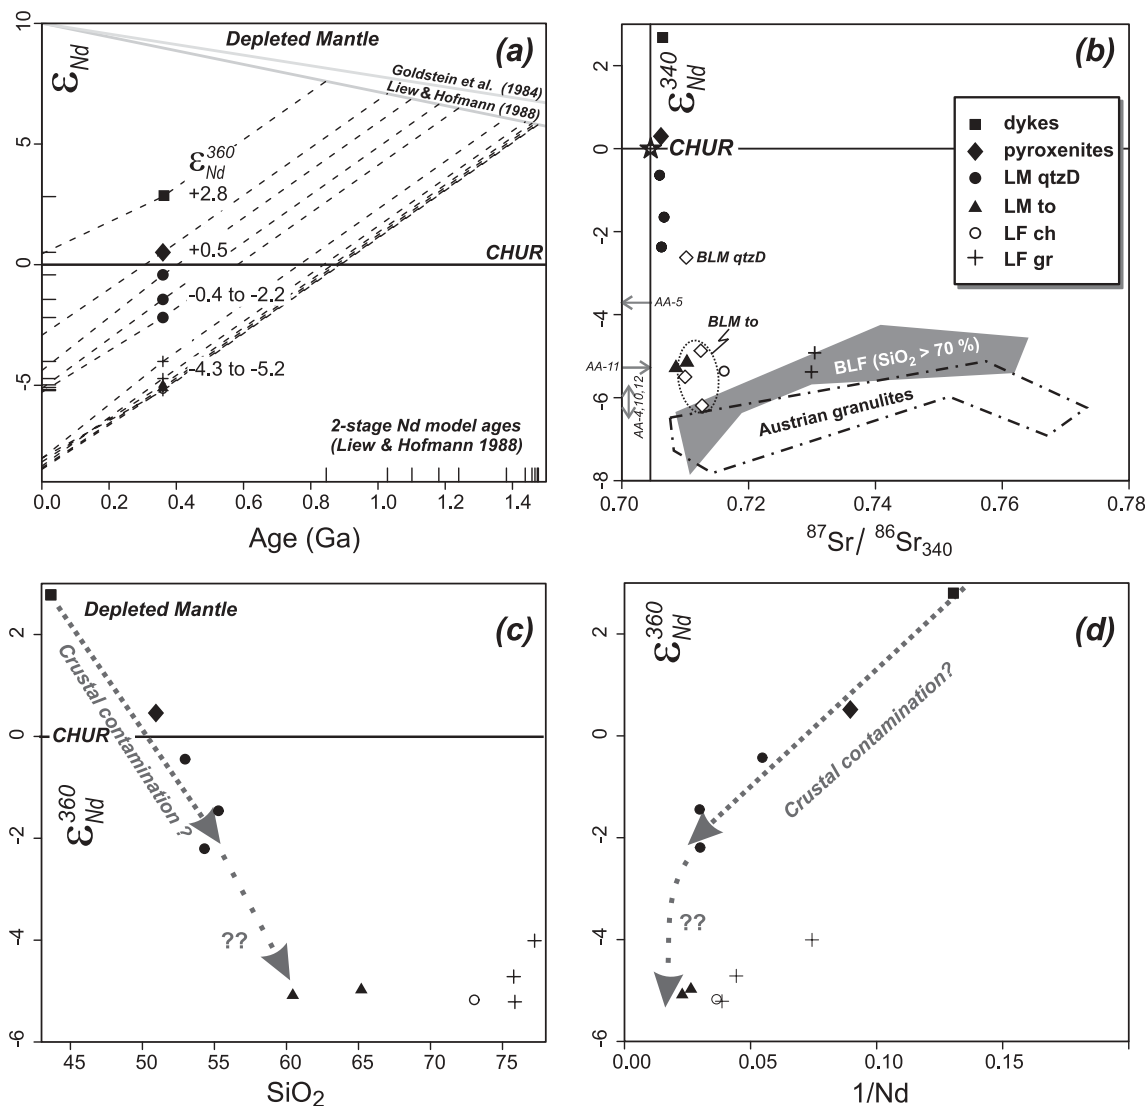 (a)
Depleted Mantle
Goldstein et al. (1984)
Liew & Hofmann (1988)
εNd
10
5
0
-5
ε360Nd
+2.8
+0.5
CHUR
-0.4 to -2.2
-4.3 to -5.2
2-stage Nd model ages
(Liew & Hofmann 1988)
0.0 0.2 0.4 0.6 0.8 1.0 1.2 1.4
Age (Ga)
(b)
ε340Nd
2
0
-2
-4
-6
-8
CHUR
dykes
pyroxenites
LM qtzD
LM to
LF ch
LF gr
BLM qtzD
AA-5
BLM to
AA-11
AA-4,10,12
BLF (SiO2 > 70 %)
Austrian granulites
0.70 0.72 0.74 0.76 0.78
87Sr/ 86Sr340
(c)
Depleted Mantle
2
0
-2
-4
-6
Crustal contamination ?
CHUR
ε360Nd
??
45 50 55 60 65 70 75
SiO2
(d)
ε360Nd
2
0
-2
-4
-6
Crustal contamination?
??
0.00 0.05 0.10 0.15
1/Nd